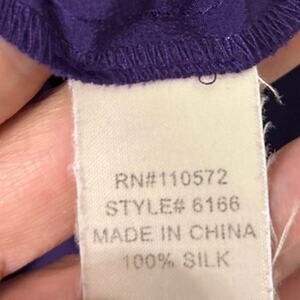 RN#110572
STYLE# 6166
MADE IN CHINA
100% SILK